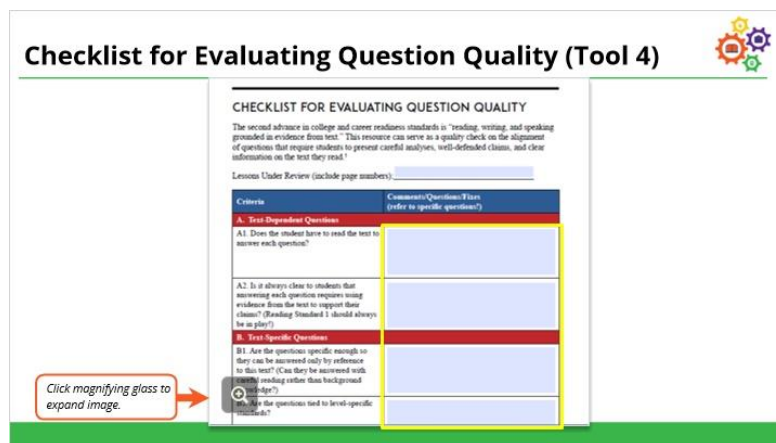 Checklist for Evaluating Question Quality (Tool 4)
CHECKLIST FOR EVALUATING QUESTION QUALITY
The second advance in college and career readiness standards is “reading, writing, and speaking
grounded in evidence from text.” This resource can serve as a quality check on the alignment
of questions that require students to present careful analyses, well-defended claims, and clear
information on the text they read.¹
Lessons Under Review (include page numbers):
Criteria
Comments/Questions/Fixes
(refer to specific questions!)
A. Text-Dependent Questions
A1. Does the student have to read the text to
answer each question?
A2. Is it always clear to students that
answering each question requires using
evidence from the text to support their
claims? (Reading Standard 1 should always
be in play!)
B. Text-Specific Questions
B1. Are the questions specific enough so
they can be answered only by reference
to this text? (Can they be answered with
careful reading rather than background
Are the questions tied to level-specific
standards?
Click magnifying glass to
expand image.